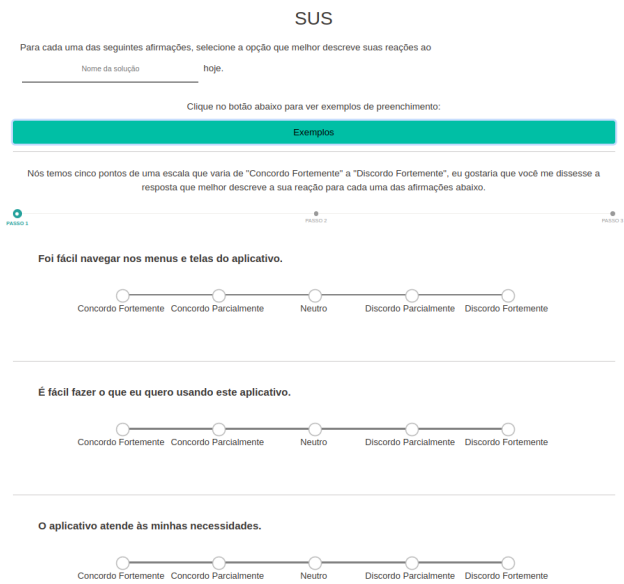 SUS
Para cada uma das seguintes afirmações, selecione a opção que melhor descreve suas reações ao
Nome da solução hoje.
Clique no botão abaixo para ver exemplos de preenchimento:
Exemplos
Nós temos cinco pontos de uma escala que varia de "Concordo Fortemente" a "Discordo Fortemente", eu gostaria que você me dissesse a
resposta que melhor descreve a sua reação para cada uma das afirmações abaixo.
PASSO 1 PASSO 2 PASSO 3
Foi fácil navegar nos menus e telas do aplicativo.
Concordo Fortemente Concordo Parcialmente Neutro Discordo Parcialmente Discordo Fortemente
É fácil fazer o que eu quero usando este aplicativo.
Concordo Fortemente Concordo Parcialmente Neutro Discordo Parcialmente Discordo Fortemente
O aplicativo atende às minhas necessidades.
Concordo Fortemente Concordo Parcialmente Neutro Discordo Parcialmente Discordo Fortemente